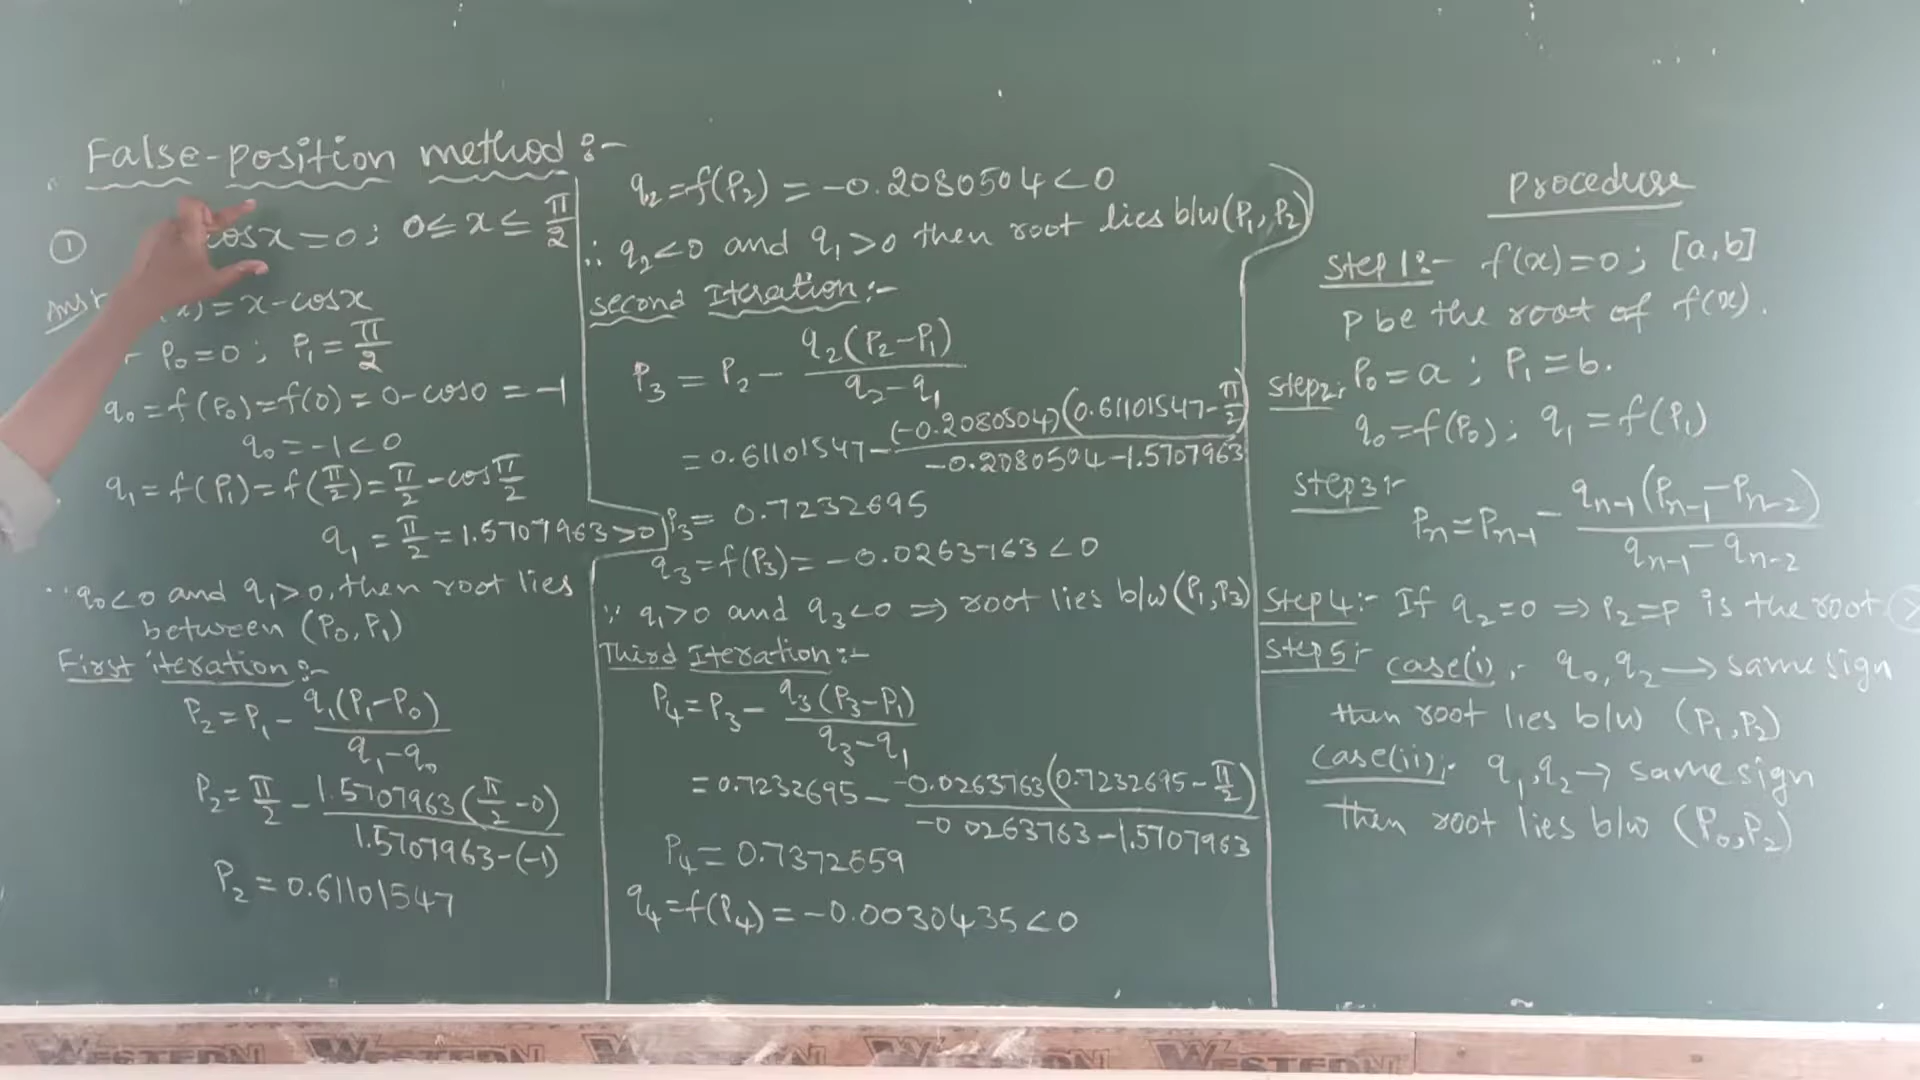 False-position method :-
① cosx = 0 ; 0 ≤ x ≤ π/2
Ans:- x) = x-cosx
P₀ = 0 ; P₁ = π/2
q₀ = f(P₀) = f(0) = 0-cos0 = -1
q₀ = -1 < 0
q₁ = f(P₁) = f(π/2) = π/2 - cos π/2
q₁ = π/2 = 1.5707963 > 0
∵ q₀<0 and q₁>0, then root lies
between (P₀, P₁)
First iteration :-
P₂ = P₁ - q₁(P₁-P₀)/(q₁-q₀)
P₂ = π/2 - 1.5707963(π/2 - 0)/(1.5707963-(-1))
P₂ = 0.61101547
q₂ = f(P₂) = -0.2080504 < 0
∴ q₂<0 and q₁>0 then root lies b/w (P₁, P₂)
Second Iteration :-
P₃ = P₂ - q₂(P₂-P₁)/(q₂-q₁)
= 0.61101547 - (-0.2080504)(0.61101547 - π/2)/(-0.2080504-1.5707963)
P₃ = 0.7232695
q₃ = f(P₃) = -0.0263763 < 0
∵ q₁>0 and q₃<0 ⇒ root lies b/w (P₁, P₃)
Third Iteration :-
P₄ = P₃ - q₃(P₃-P₁)/(q₃-q₁)
= 0.7232695 - -0.0263763(0.7232695 - π/2)/(-0.0263763-1.5707963)
P₄ = 0.7372659
q₄ = f(P₄) = -0.0030435 < 0
Procedure
Step 1:- f(x) = 0 ; [a,b]
P be the root of f(x).
Step2:- P₀ = a ; P₁ = b.
q₀ = f(P₀) ; q₁ = f(P₁)
Step3:-
Pₙ = Pₙ₋₁ - qₙ₋₁(Pₙ₋₁-Pₙ₋₂)/(qₙ₋₁-qₙ₋₂)
Step 4:- If q₂=0 ⇒ P₂=P is the root
Step 5:- case(i):- q₀, q₂ → same sign
then root lies b/w (P₁, P₂)
case(ii):- q₁, q₂ → same sign
then root lies b/w (P₀, P₂)
WESTERN WESTERN WESTERN